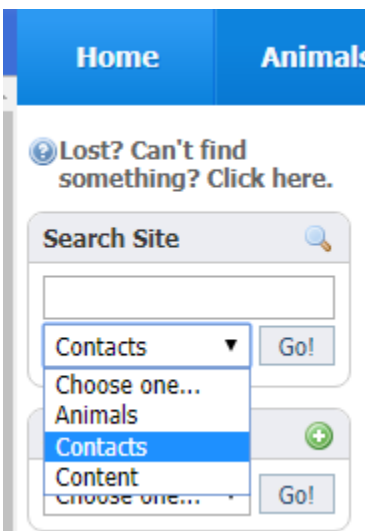 Home Animals
Lost? Can't find
something? Click here.
Search Site
Contacts Go!
Choose one...
Animals
Contacts
Content
Choose one... Go!